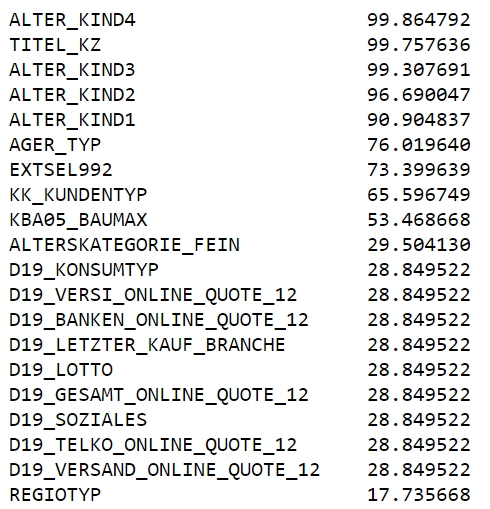 ALTER_KIND4 99.864792
TITEL_KZ 99.757636
ALTER_KIND3 99.307691
ALTER_KIND2 96.690047
ALTER_KIND1 90.904837
AGER_TYP 76.019640
EXTSEL992 73.399639
KK_KUNDENTYP 65.596749
KBA05_BAUMAX 53.468668
ALTERSKATEGORIE_FEIN 29.504130
D19_KONSUMTYP 28.849522
D19_VERSI_ONLINE_QUOTE_12 28.849522
D19_BANKEN_ONLINE_QUOTE_12 28.849522
D19_LETZTER_KAUF_BRANCHE 28.849522
D19_LOTTO 28.849522
D19_GESAMT_ONLINE_QUOTE_12 28.849522
D19_SOZIALES 28.849522
D19_TELKO_ONLINE_QUOTE_12 28.849522
D19_VERSAND_ONLINE_QUOTE_12 28.849522
REGIOTYP 17.735668